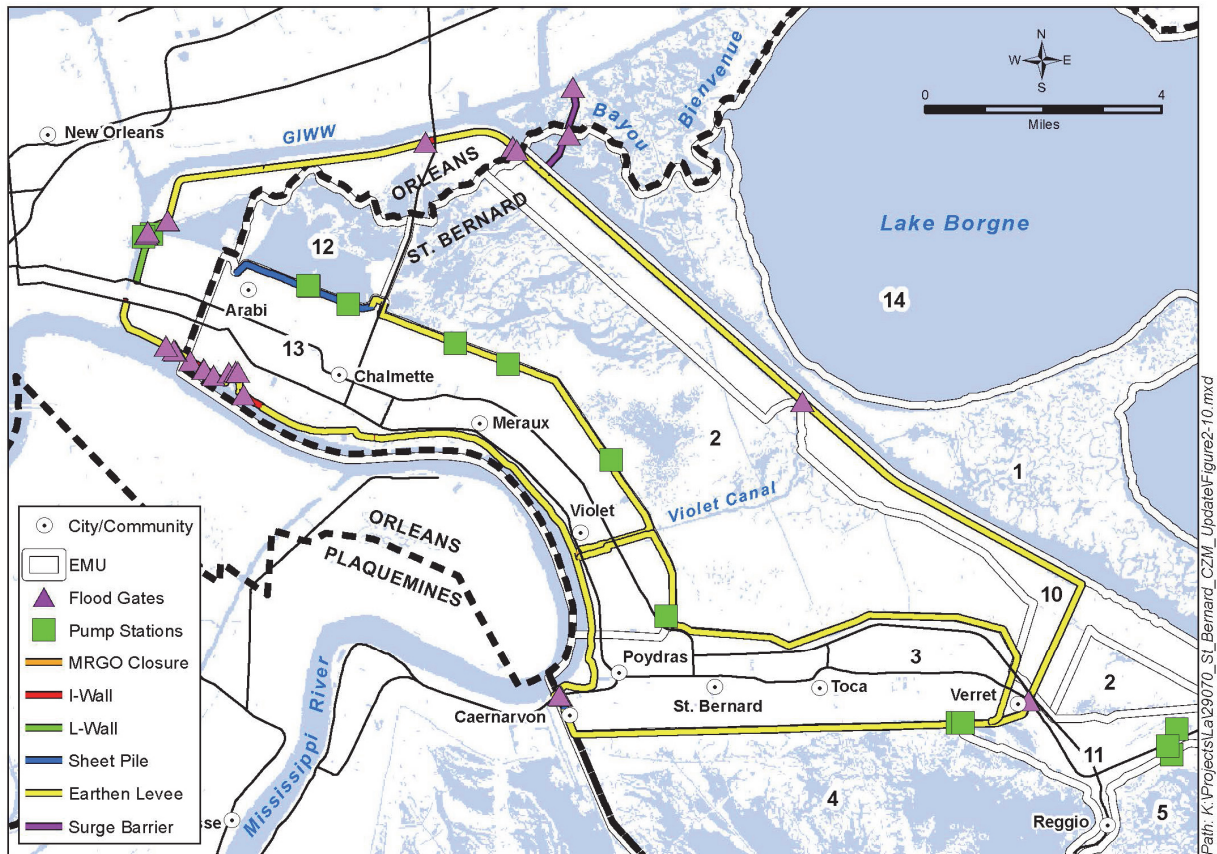 New Orleans
GIWW
Bayou
Bienvenue
N
W E
S
0 4
Miles
ORLEANS
ST. BERNARD
Lake Borgne
12
14
Arabi
13
Chalmette
Meraux
2
1
Violet
Violet Canal
ORLEANS
PLAQUEMINES
10
Poydras
3
2
St. Bernard
Toca
Verret
Caernarvon
11
4
5
Reggio
Mississippi River
sse
City/Community
EMU
Flood Gates
Pump Stations
MRGO Closure
I-Wall
L-Wall
Sheet Pile
Earthen Levee
Surge Barrier
Path: K:\Projects\La\29070_St_Bernard_CZM_Update\Figure2-10.mxd